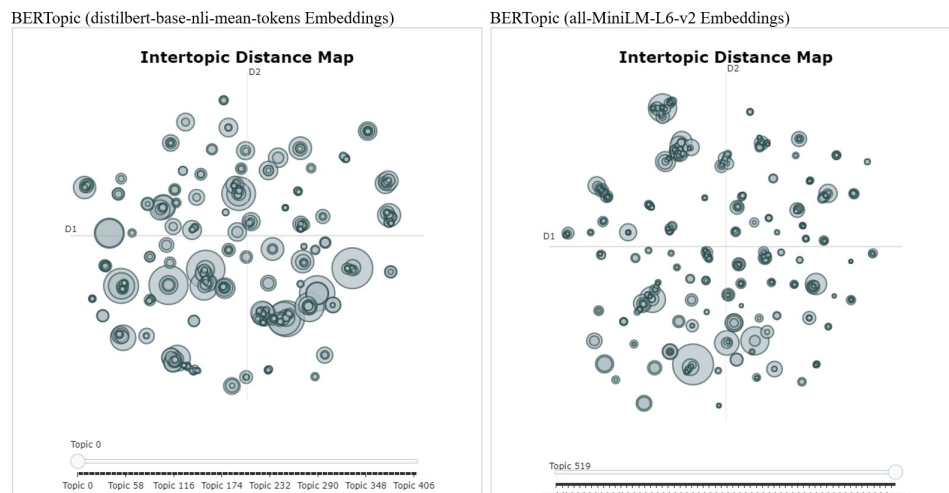 BERTopic (distilbert-base-nli-mean-tokens Embeddings)
Intertopic Distance Map
D2
D1
Topic 0
Topic 0 Topic 58 Topic 116 Topic 174 Topic 232 Topic 290 Topic 348 Topic 406
BERTopic (all-MiniLM-L6-v2 Embeddings)
Intertopic Distance Map
D2
D1
Topic 519